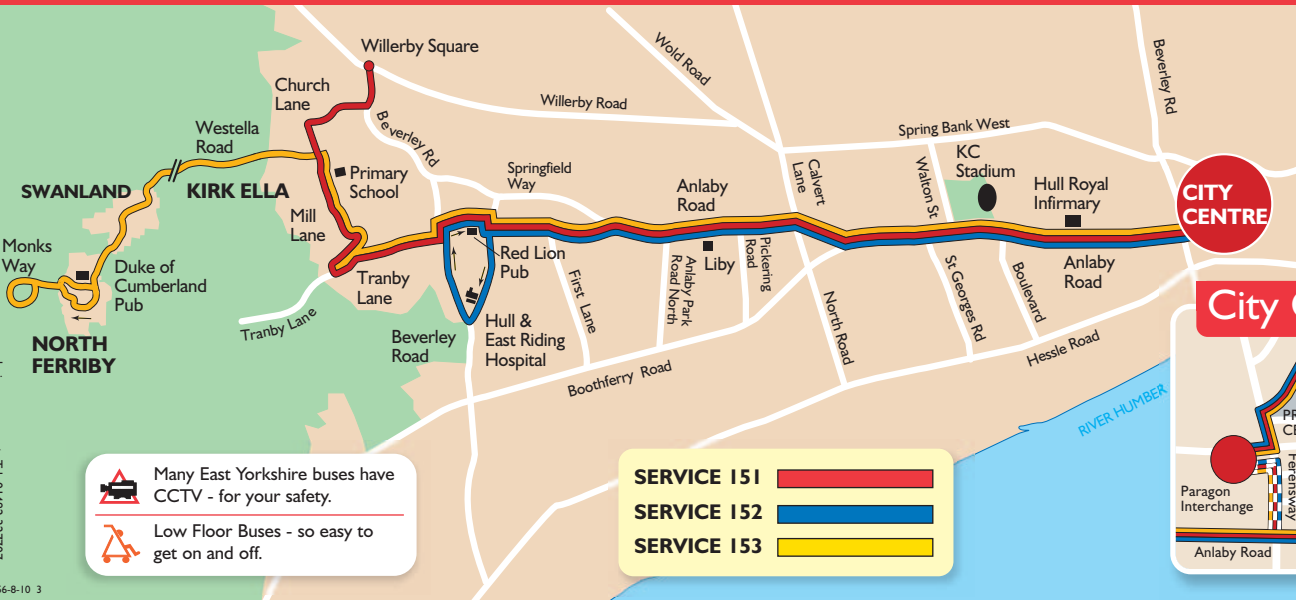 Willerby Square
Church
Lane
Westella
Road
SWANLAND
KIRK ELLA
Monks
Way
Duke of
Cumberland
Pub
NORTH
FERRIBY
Mill
Lane
Primary
School
Beverley Rd
Tranby
Lane
Tranby Lane
Beverley
Road
Willerby Road
Wold Road
Springfield
Way
Red Lion
Pub
Hull &
East Riding
Hospital
First Lane
Boothferry Road
Anlaby
Road
Liby
Anlaby Park
Road North
Pickering
Road
Calvert
Lane
North Road
Spring Bank West
Walton St
KC
Stadium
Hull Royal
Infirmary
St Georges Rd
Boulevard
Anlaby
Road
Hessle Road
Beverley Rd
CITY
CENTRE
RIVER HUMBER
City
Paragon
Interchange
Ferensway
Anlaby Road
Many East Yorkshire buses have
CCTV - for your safety.
Low Floor Buses - so easy to
get on and off.
SERVICE 151
SERVICE 152
SERVICE 153
6-8-10 3